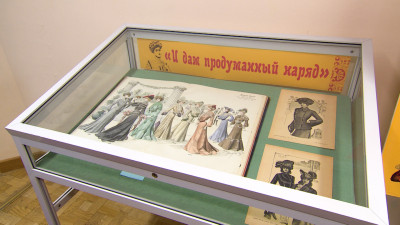 «И дам продуманный наряд»